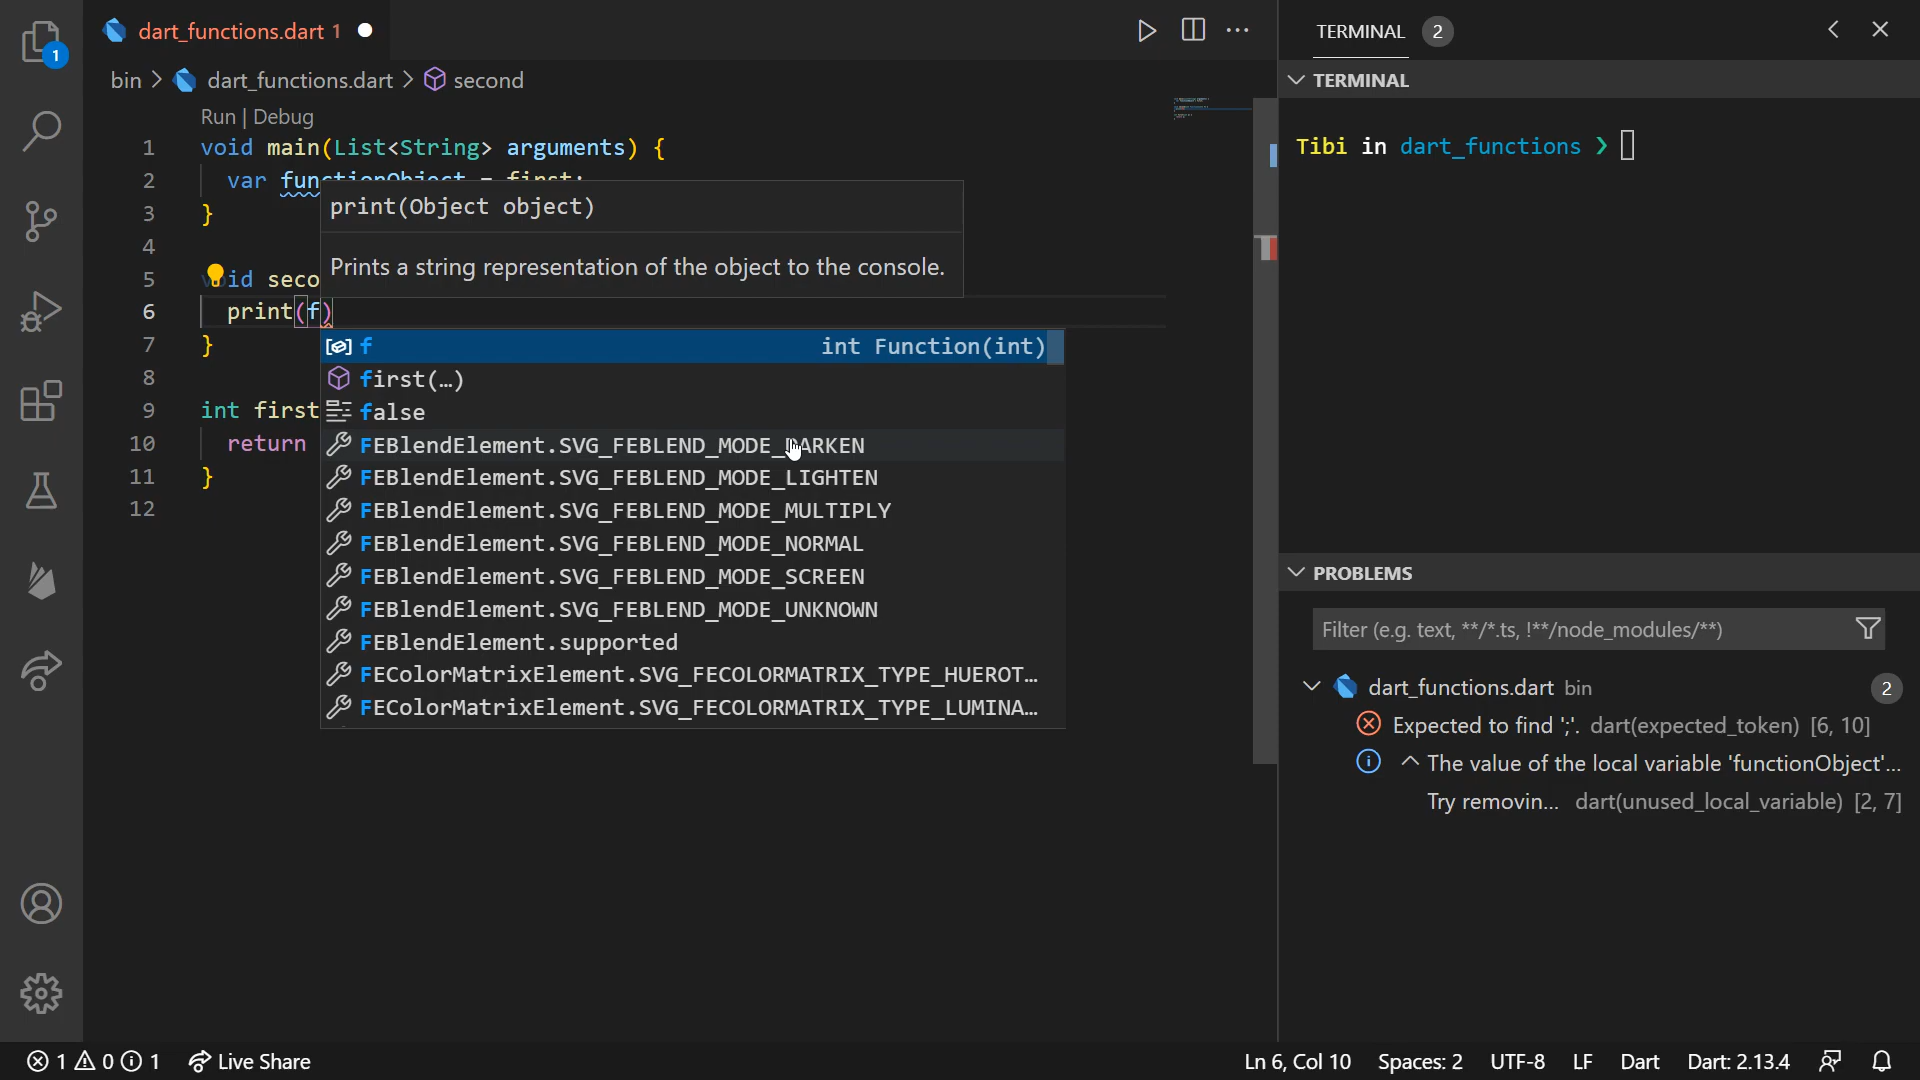 dart_functions.dart 1
TERMINAL 2
1
bin > dart_functions.dart > second
TERMINAL
Run | Debug
1 void main(List<String> arguments) {
Tibi in dart_functions ❯
2 var functionObject = first;
print(Object object)
3 }
4
Prints a string representation of the object to the console.
5 void seco
6 print(f)
7 }
f int Function(int)
8
first(…)
9 int first
false
10 return
FEBlendElement.SVG_FEBLEND_MODE_DARKEN
11 }
FEBlendElement.SVG_FEBLEND_MODE_LIGHTEN
12
FEBlendElement.SVG_FEBLEND_MODE_MULTIPLY
FEBlendElement.SVG_FEBLEND_MODE_NORMAL
FEBlendElement.SVG_FEBLEND_MODE_SCREEN
FEBlendElement.SVG_FEBLEND_MODE_UNKNOWN
FEBlendElement.supported
FEColorMatrixElement.SVG_FECOLORMATRIX_TYPE_HUEROT…
FEColorMatrixElement.SVG_FECOLORMATRIX_TYPE_LUMINA…
PROBLEMS
Filter (e.g. text, **/*.ts, !**/node_modules/**)
dart_functions.dart bin 2
Expected to find ';'. dart(expected_token) [6, 10]
The value of the local variable 'functionObject'...
Try removin... dart(unused_local_variable) [2, 7]
1 0 1 Live Share
Ln 6, Col 10 Spaces: 2 UTF-8 LF Dart Dart: 2.13.4